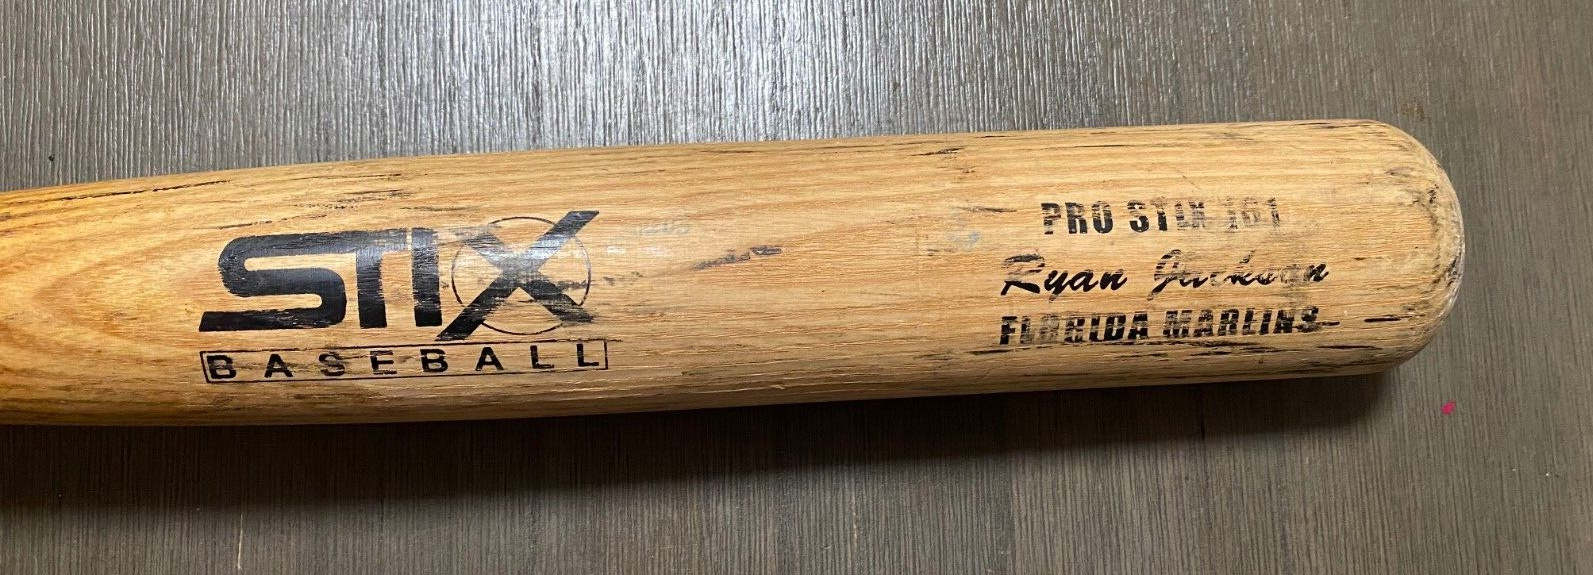 STIX
BASEBALL
PRO STIX 161
Ryan Jackson
FLORIDA MARLINS